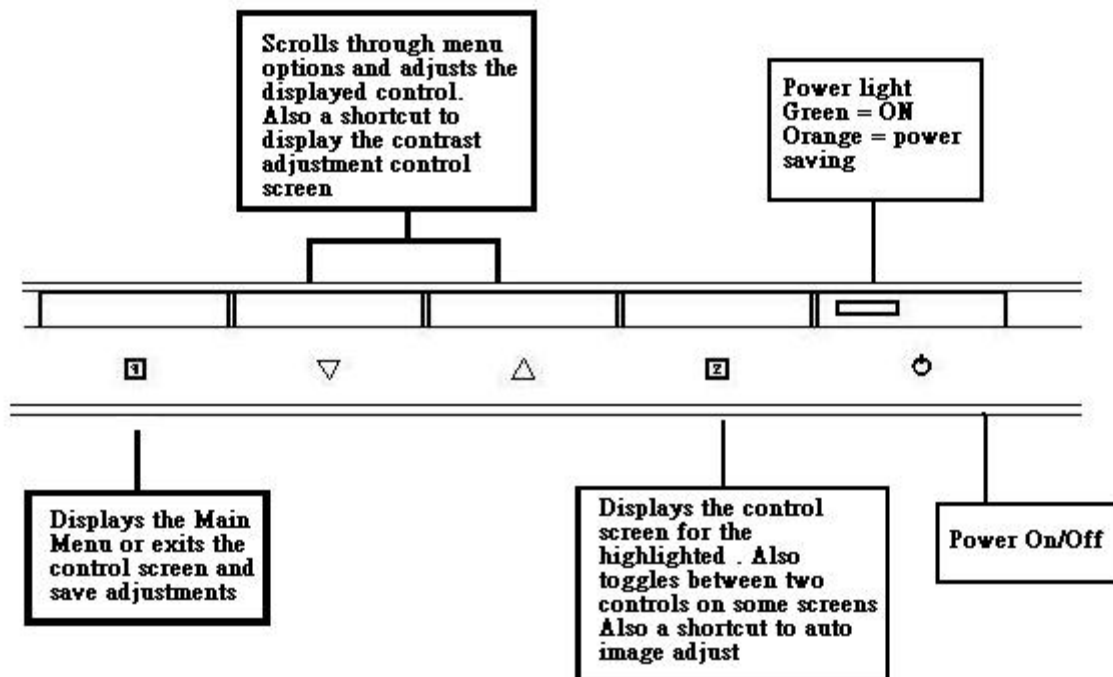 Scrolls through menu
options and adjusts the
displayed control.
Also a shortcut to
display the contrast
adjustment control
screen
Power light
Green = ON
Orange = power
saving
1
2
Displays the Main
Menu or exits the
control screen and
save adjustments
Displays the control
screen for the
highlighted . Also
toggles between two
controls on some screens
Also a shortcut to auto
image adjust
Power On/Off